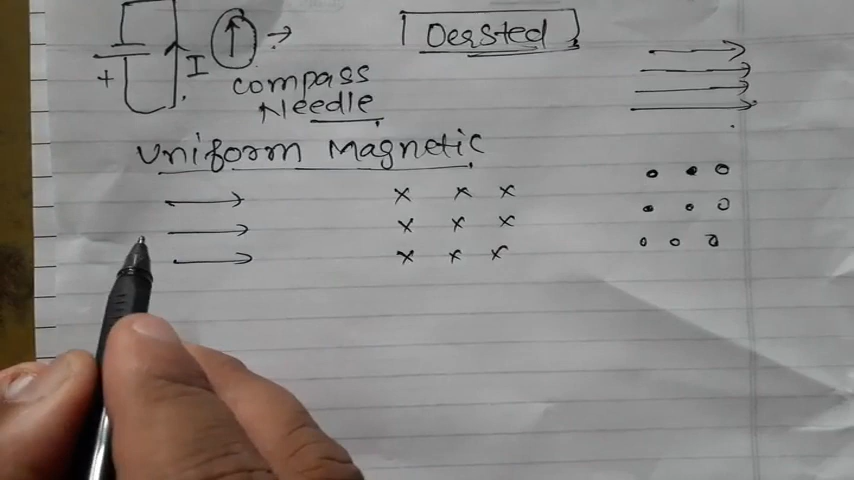 Oersted
+ I
compass
Needle
Uniform Magnetic
x x x
x x x
x x x